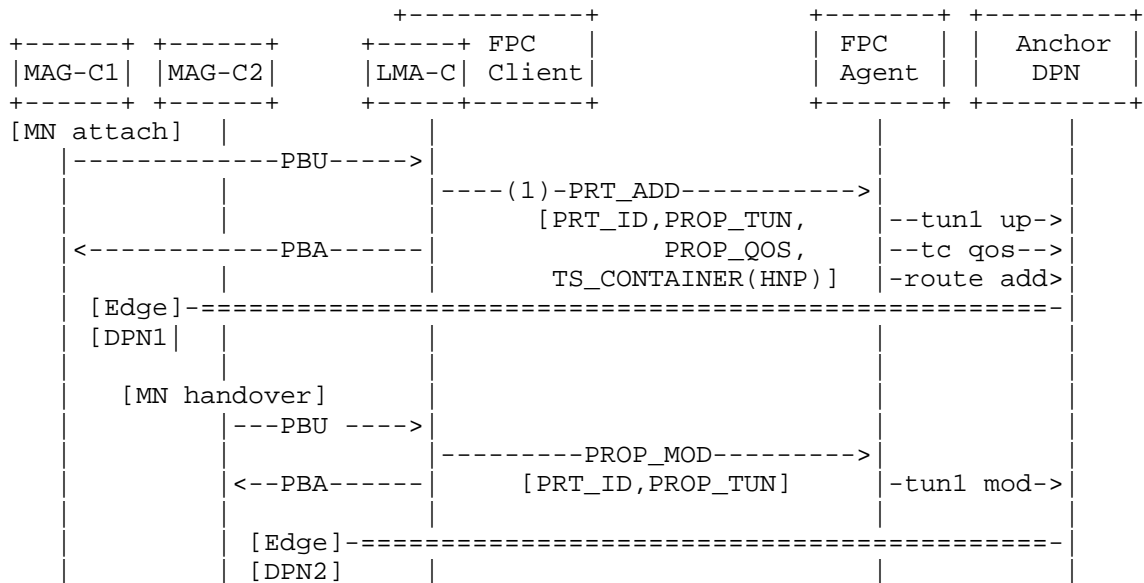 +-----------+              +-------+ +---------+
+------+ +------+     +-----+ FPC    |              | FPC   | |  Anchor |
|MAG-C1| |MAG-C2|     |LMA-C| Client|              | Agent | |   DPN   |
+------+ +------+     +-----+-------+              +-------+ +---------+
[MN attach]  |            |                           |           |
   |-------------PBU----->|                           |           |
   |         |            |----(1)-PRT_ADD----------->|           |
   |         |            |      [PRT_ID,PROP_TUN,    |--tun1 up->|
   |<------------PBA------|              PROP_QOS,    |--tc qos-->|
   |         |            |       TS_CONTAINER(HNP)]  |-route add>|
   | [Edge]-=====================================================-|
   | [DPN1|  |            |                           |           |
   |         |            |                           |           |
   |   [MN handover]      |                           |           |
   |         |---PBU ---->|                           |           |
   |         |            |---------PROP_MOD--------->|           |
   |         |<--PBA------|     [PRT_ID,PROP_TUN]     |-tun1 mod->|
   |         |            |                           |           |
   |         | [Edge]-===========================================-|
   |         | [DPN2]     |                           |           |